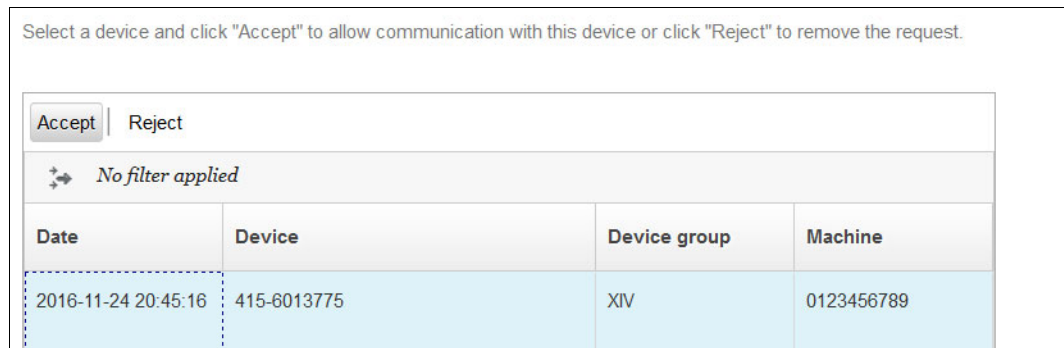 Select a device and click "Accept" to allow communication with this device or click "Reject" to remove the request.
Accept Reject
No filter applied
Date Device Device group Machine
2016-11-24 20:45:16 415-6013775 XIV 0123456789